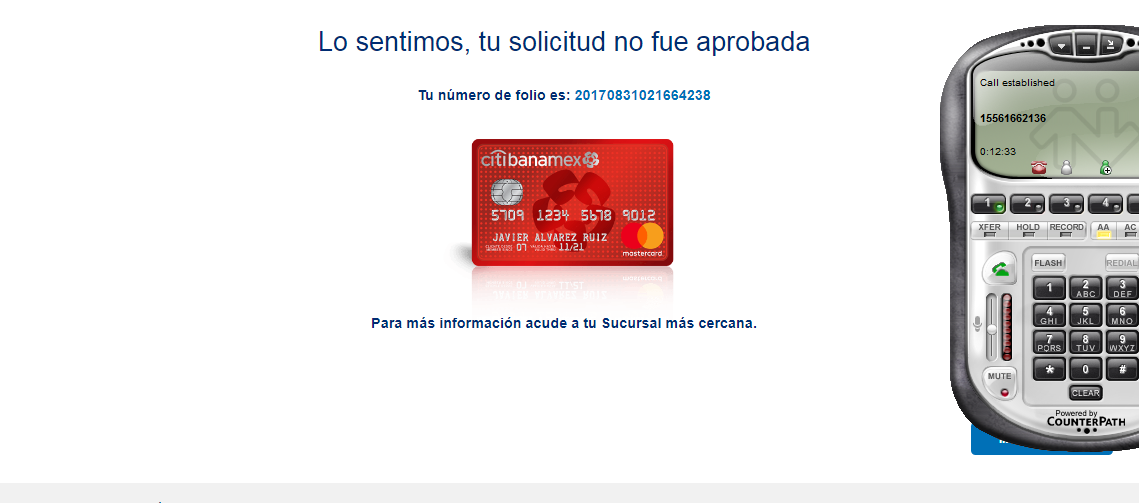 Lo sentimos, tu solicitud no fue aprobada
Tu número de folio es: 20170831021664238
citibanamex
5709 1234 5678 9012
JAVIER ALVAREZ RUIZ
07
11/21
mastercard
Para más información acude a tu Sucursal más cercana.
Call established
15561662136
0:12:33
1 2 3 4
XFER HOLD RECORD AA AC
FLASH REDIAL
1 2 ABC 3 DEF
4 GHI 5 JKL 6 MNO
7 PQRS 8 TUV 9 WXYZ
* 0 #
MUTE
CLEAR
Powered by
COUNTERPATH